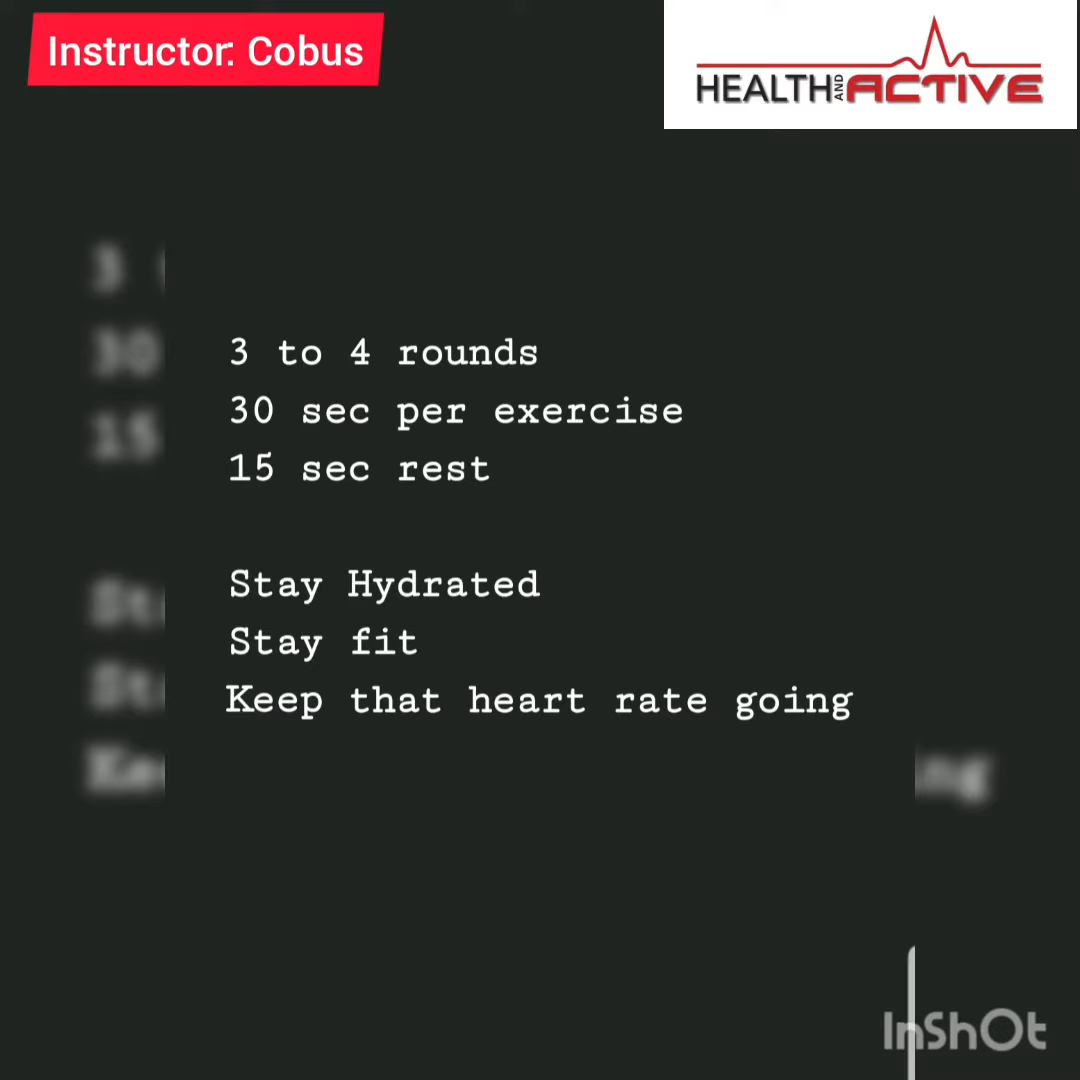 Instructor: Cobus
HEALTH AND ACTIVE
3 to 4 rounds
30 sec per exercise
15 sec rest
Stay Hydrated
Stay fit
Keep that heart rate going
InShOt